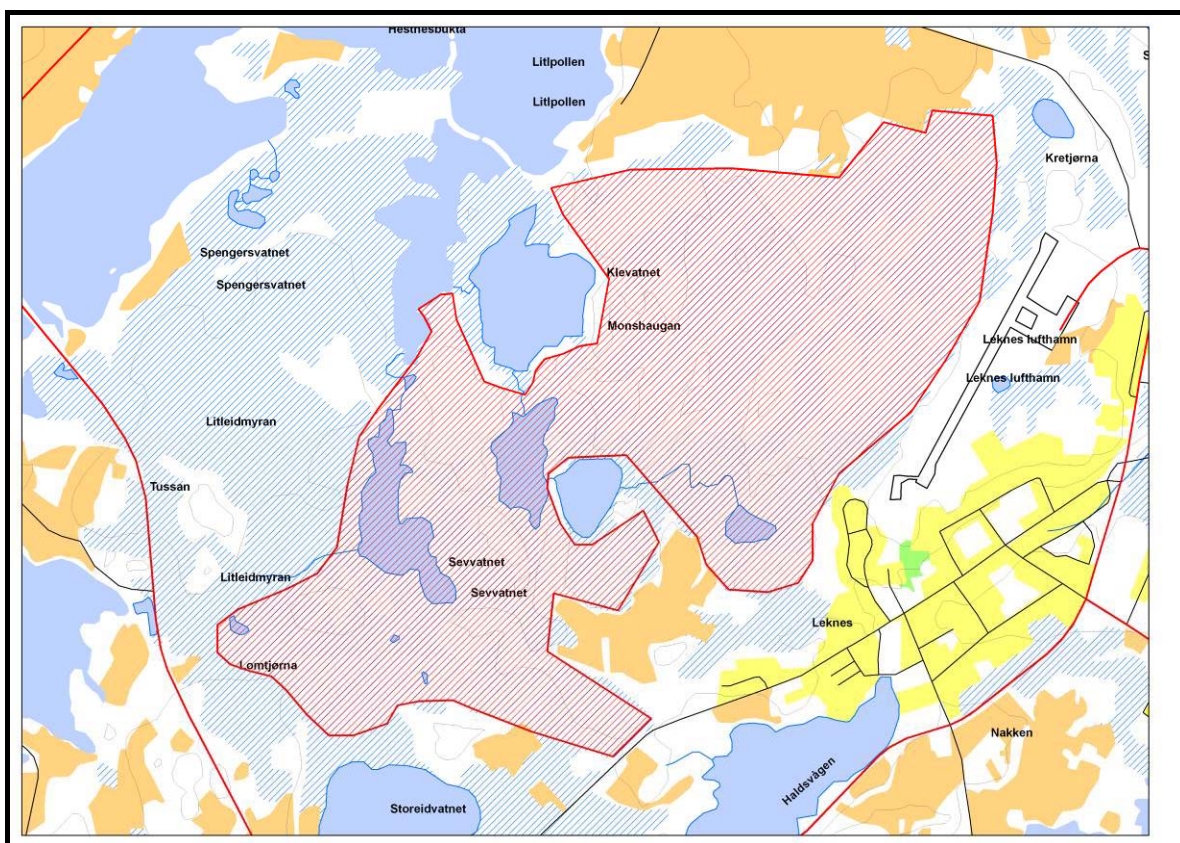 Hestnesbukta
Litlpollen
Litlpollen
Kretjørna
Spengersvatnet
Spengersvatnet
Klevatnet
Monshaugan
Leknes lufthamn
Leknes lufthamn
Litleidmyran
Tussan
Sevvatnet
Litleidmyran
Sevvatnet
Leknes
Lomtjørna
Nakken
Haldsvågen
Storeidvatnet